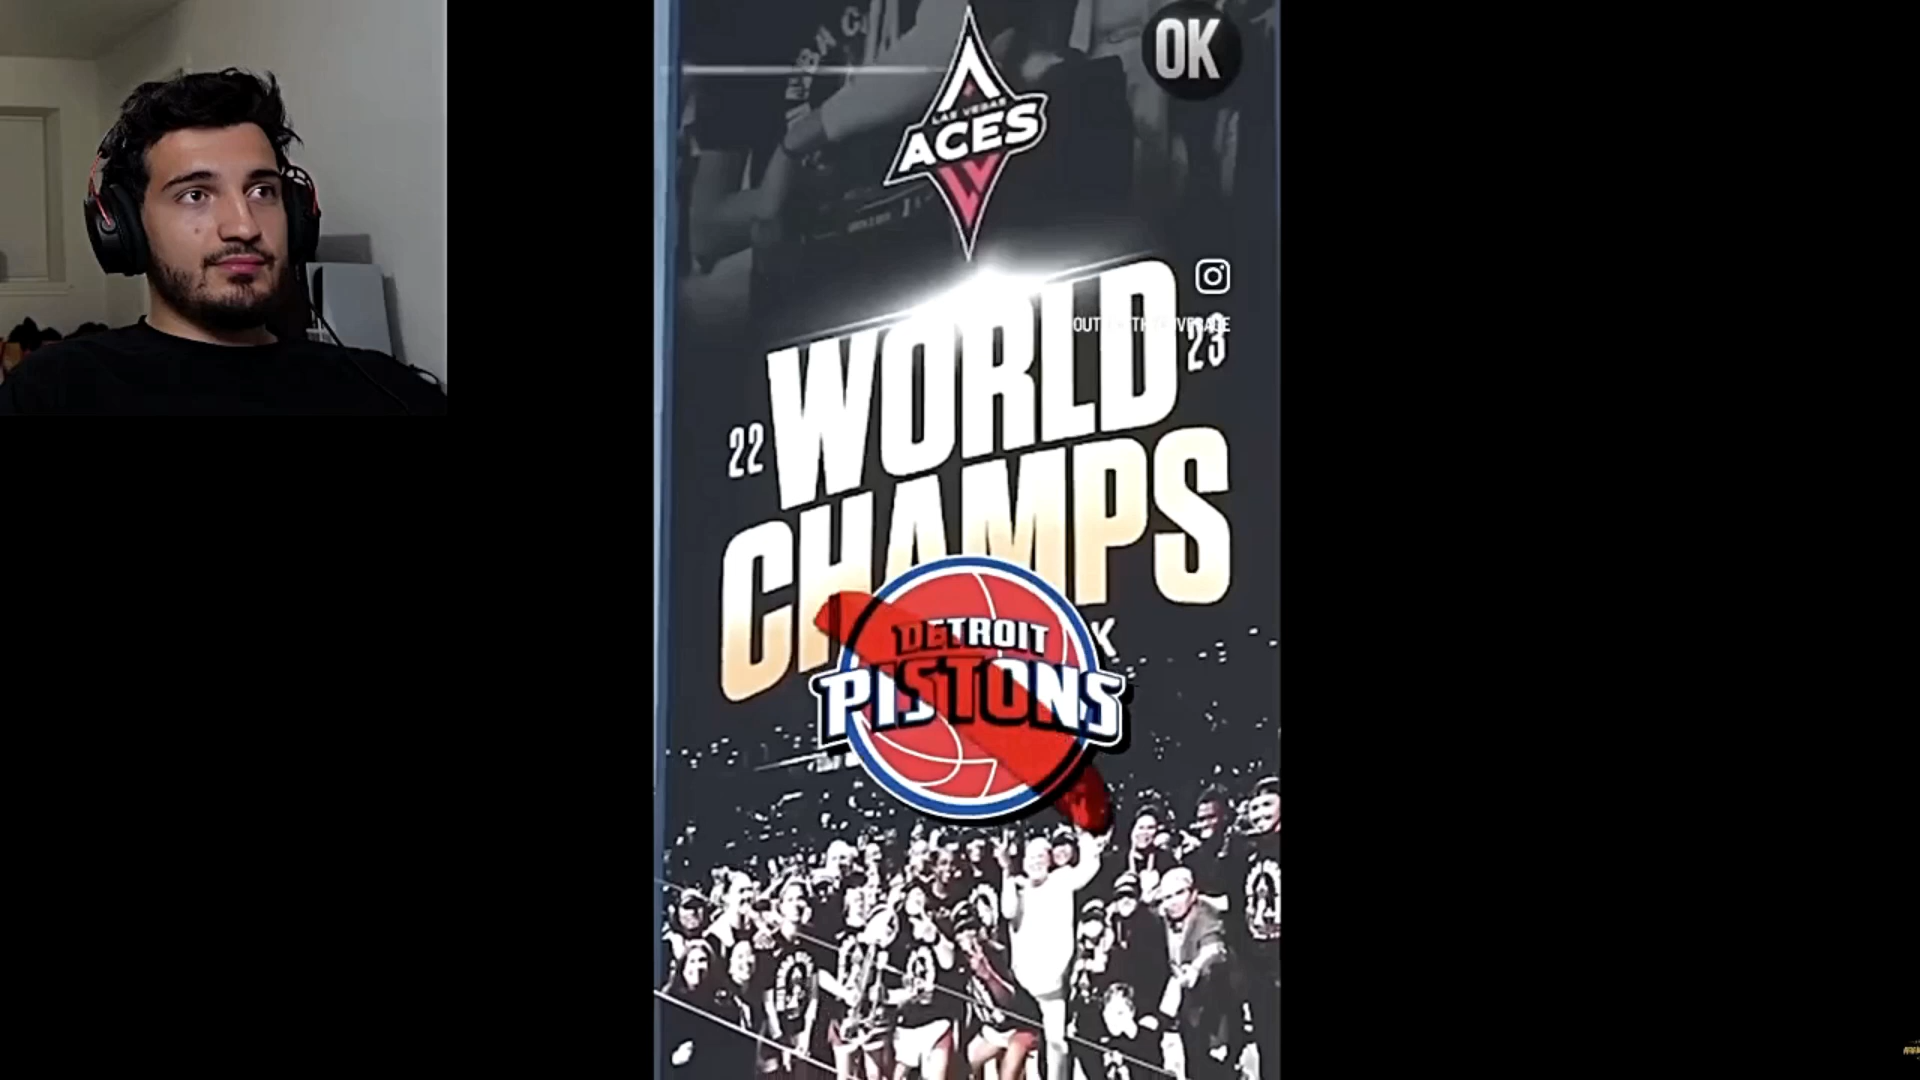 OK
LAS VEGAS
ACES
W
22 WORLD 23
CHAMPS
DETROIT
PISTONS
K